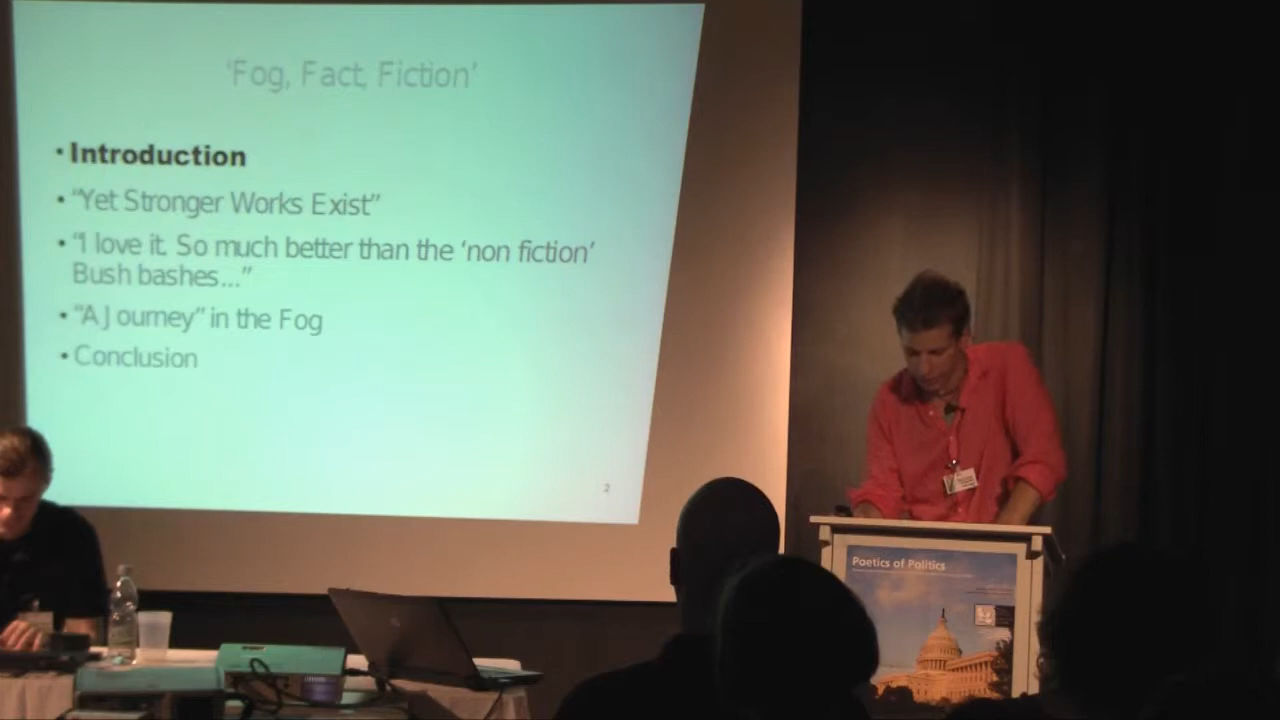 ‘Fog, Fact, Fiction’
• Introduction
• “Yet Stronger Works Exist”
• “I love it. So much better than the ‘non fiction’
Bush bashes...”
• “A Journey” in the Fog
• Conclusion
2
Poetics of Politics